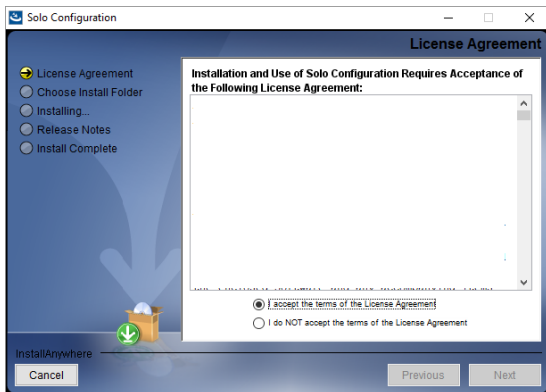 Solo Configuration
License Agreement
License Agreement
Choose Install Folder
Installing...
Release Notes
Install Complete
Installation and Use of Solo Configuration Requires Acceptance of
the Following License Agreement:
I accept the terms of the License Agreement
I do NOT accept the terms of the License Agreement
InstallAnywhere
Cancel
Previous
Next